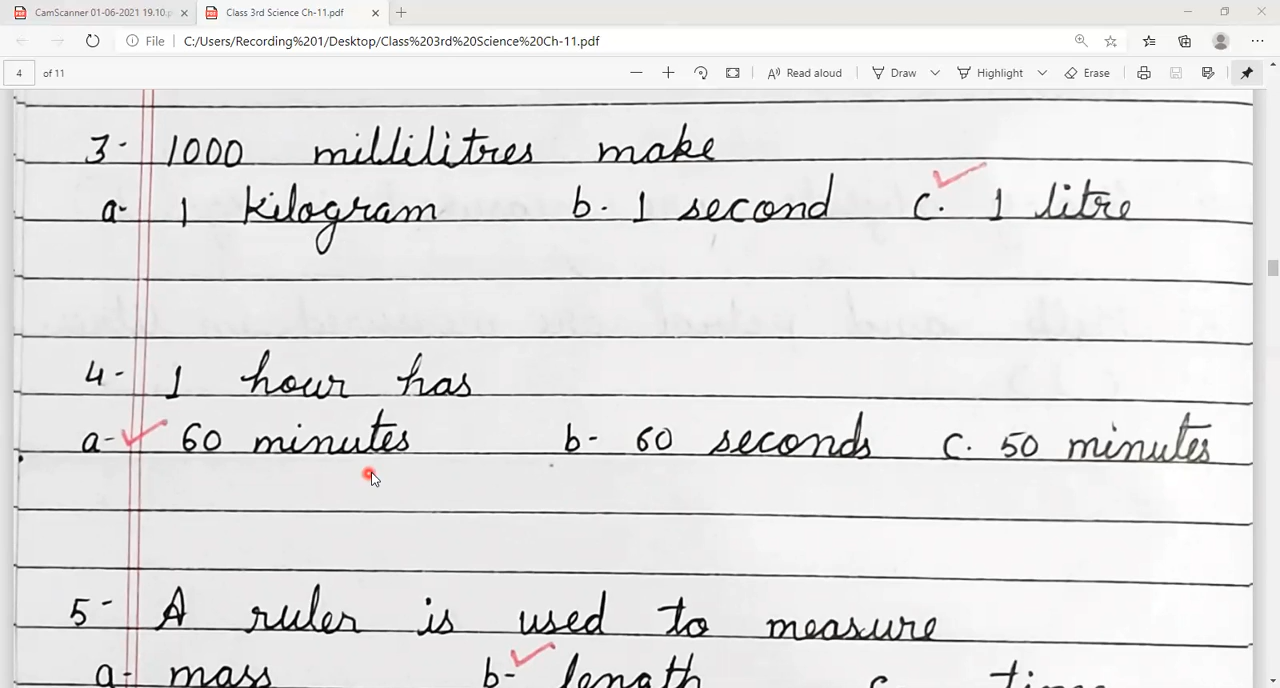 CamScanner 01-06-2021 19.10.p
Class 3rd Science Ch-11.pdf
File C:/Users/Recording%201/Desktop/Class%203rd%20Science%20Ch-11.pdf
4 of 11 Read aloud Draw Highlight Erase
3- 1000 millilitres make
a- 1 kilogram b. 1 second c. 1 litre
4- 1 hour has
a- 60 minutes b- 60 seconds c. 50 minutes
5- A ruler is used to measure
a- mass b- length c. time